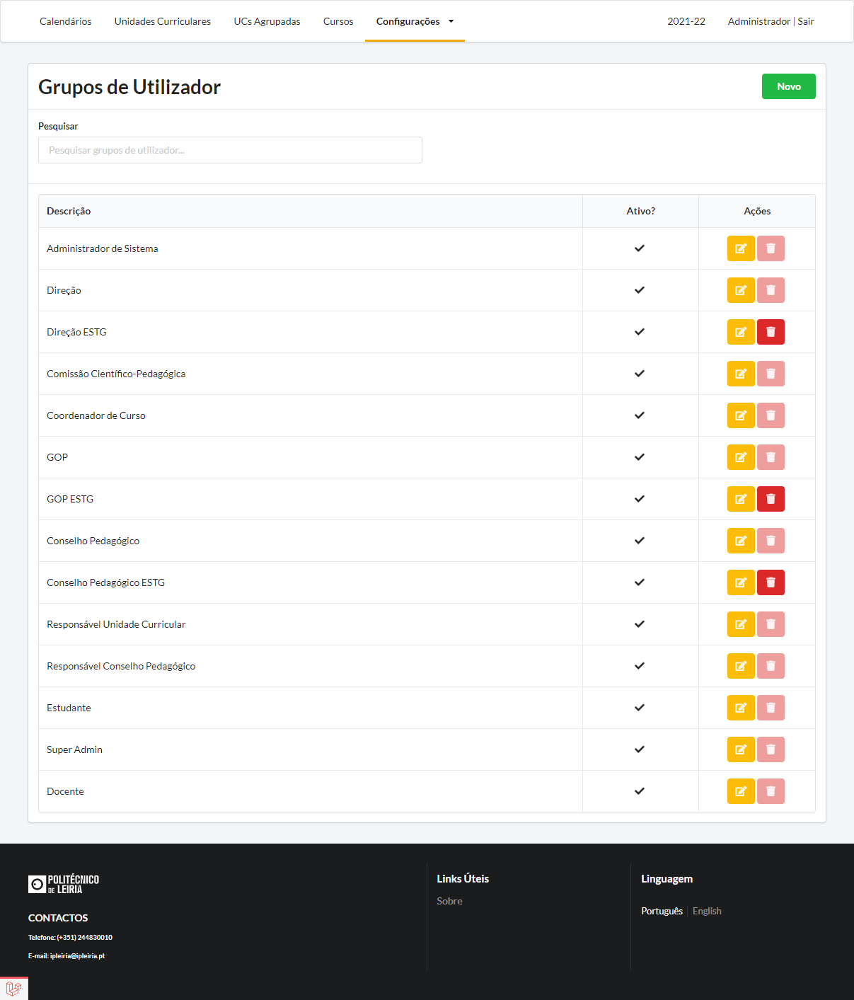 Calendários Unidades Curriculares UCs Agrupadas Cursos Configurações 2021-22 Administrador | Sair
Grupos de Utilizador Novo
Pesquisar
Pesquisar grupos de utilizador...
Descrição Ativo? Ações
Administrador de Sistema
Direção
Direção ESTG
Comissão Científico-Pedagógica
Coordenador de Curso
GOP
GOP ESTG
Conselho Pedagógico
Conselho Pedagógico ESTG
Responsável Unidade Curricular
Responsável Conselho Pedagógico
Estudante
Super Admin
Docente
POLITÉCNICO
DE LEIRIA
CONTACTOS
Telefone: (+351) 244830010
E-mail: ipleiria@ipleiria.pt
Links Úteis
Sobre
Linguagem
Português | English